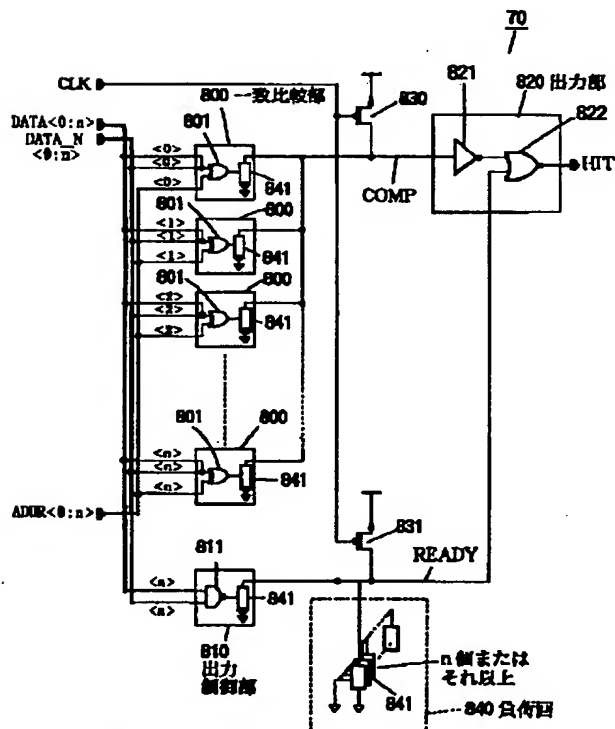 70
CLK
800 一致比較部
830
821
820 出力部
822
DATA<0:n>
DATA_N
<0:n>
801
<0>
<0>
<0>
841
COMP
HIT
800
801
<1>
<1>
<1>
841
800
801
<2>
<2>
<2>
841
801
800
<n>
<n>
<n>
841
ADDR<0:n>
831
811
READY
<n>
<n>
841
810
出力
制御部
n個または
それ以上
841
840 負荷回